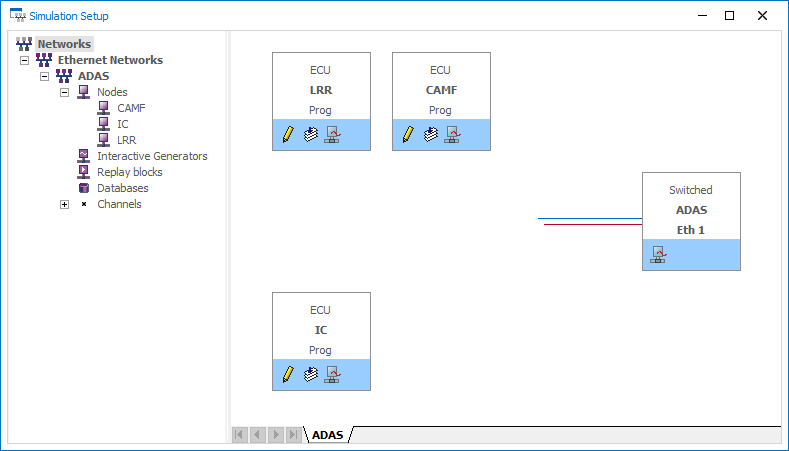 Simulation Setup
Networks
Ethernet Networks
ADAS
Nodes
CAMF
IC
LRR
Interactive Generators
Replay blocks
Databases
Channels
ECU
LRR
Prog
ECU
CAMF
Prog
Switched
ADAS
Eth 1
ECU
IC
Prog
ADAS